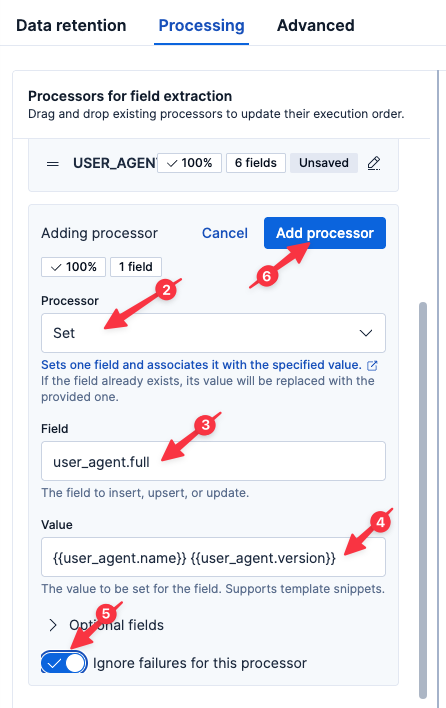 Data retention Processing Advanced
Processors for field extraction
Drag and drop existing processors to update their execution order.
USER_AGEN 100% 6 fields Unsaved
Adding processor Cancel Add processor
6
100% 1 field
2
Processor
Set
Sets one field and associates it with the specified value.
If the field already exists, its value will be replaced with the
provided one.
Field
3
user_agent.full
The field to insert, upsert, or update.
Value
4
{{user_agent.name}} {{user_agent.version}}
The value to be set for the field. Supports template snippets.
5
Optional fields
Ignore failures for this processor